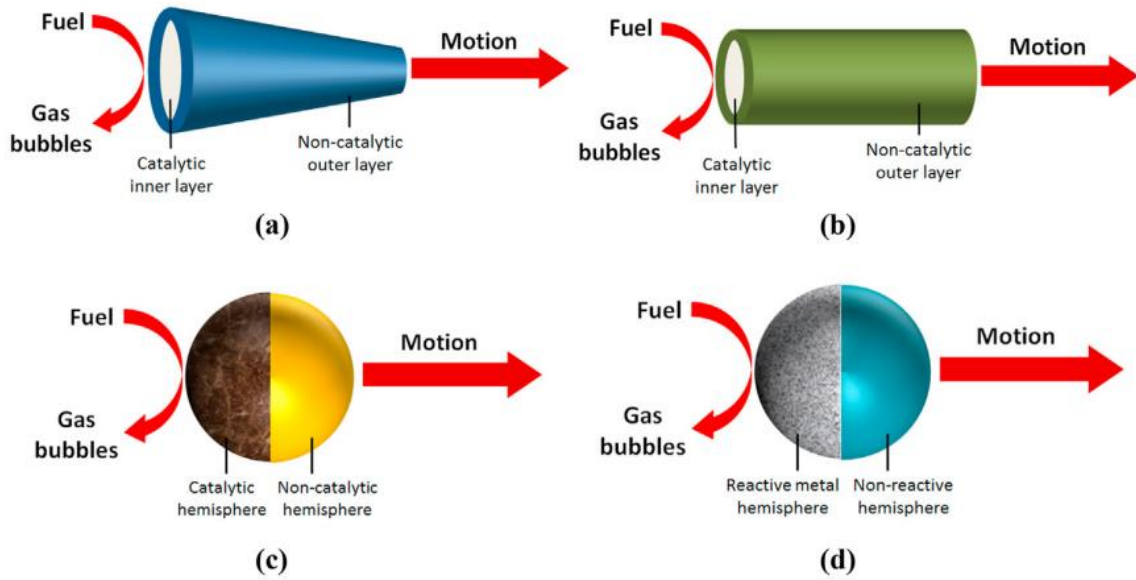 Fuel
Motion
Gas
bubbles
Catalytic
inner layer
Non-catalytic
outer layer
(a)
Fuel
Motion
Gas
bubbles
Catalytic
inner layer
Non-catalytic
outer layer
(b)
Fuel
Motion
Gas
bubbles
Catalytic
hemisphere
Non-catalytic
hemisphere
(c)
Fuel
Motion
Gas
bubbles
Reactive metal
hemisphere
Non-reactive
hemisphere
(d)